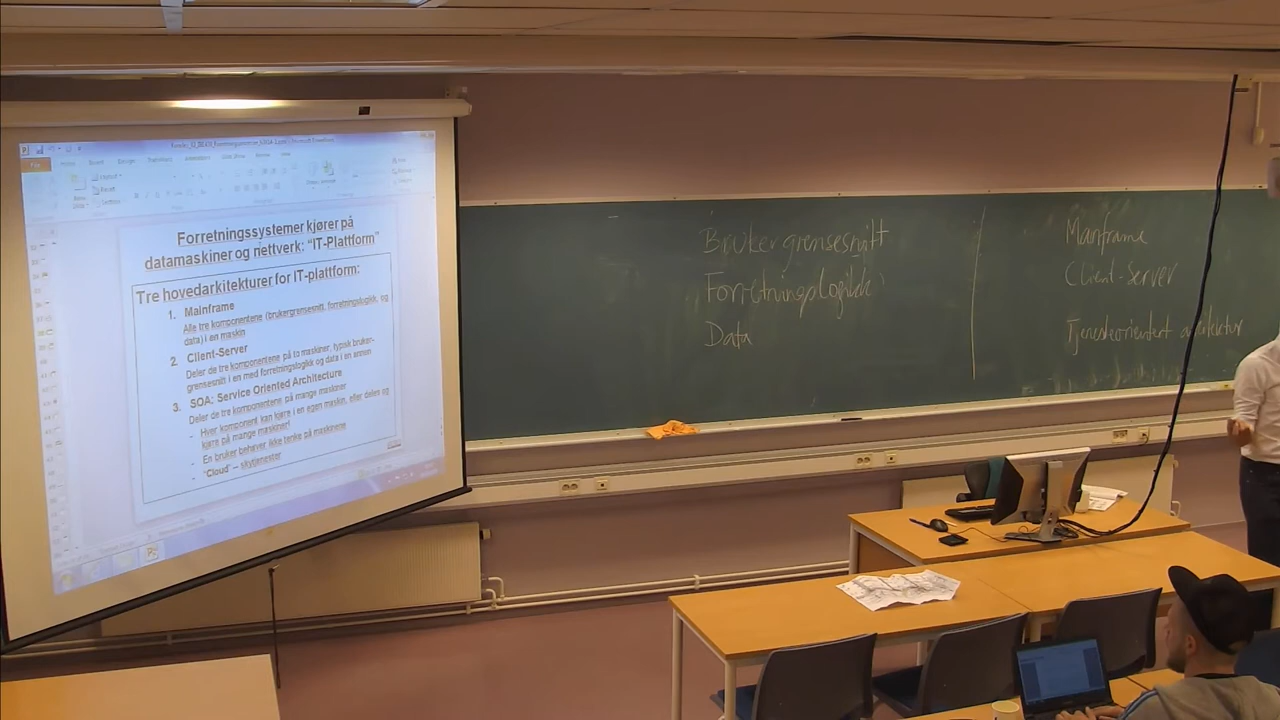 Forretningssystemer kjører på
datamaskiner og nettverk: "IT-Plattform"
Tre hovedarkitekturer for IT-plattform:
1. Mainframe
Alle tre komponentene (brukergrensesnitt, forretningslogikk, og
data) i en maskin
2. Client-Server
Deler de tre komponentene på to maskiner, typisk bruker-
grensesnitt i en med forretningslogikk og data i en annen
3. SOA: Service Oriented Architecture
Deler de tre komponentene på mange maskiner
- Hver komponent kan kjøre i en egen maskin, eller deles og
kjøre på mange maskiner!
- En bruker behøver ikke tenke på maskinene
- "Cloud" – skytjenester
Brukergrensesnitt
Forretningslogikk
Data
Mainframe
Client-Server
Tjenesteorientert arkitektur